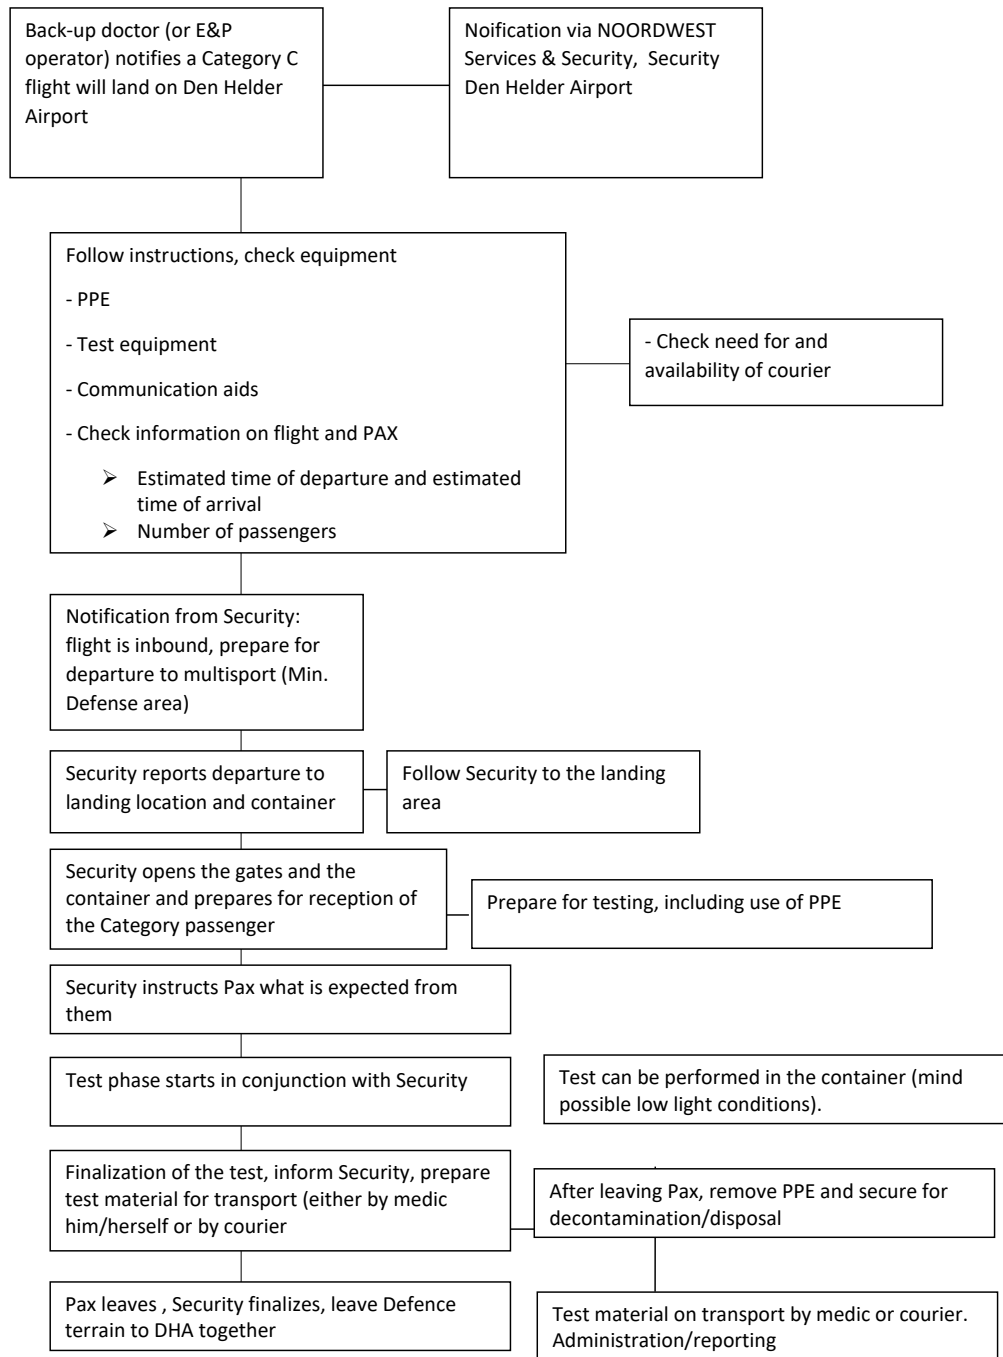 Back-up doctor (or E&P
operator) notifies a Category C
flight will land on Den Helder
Airport
Noification via NOORDWEST
Services & Security,  Security
Den Helder Airport
Follow instructions, check equipment
- PPE
- Test equipment
- Communication aids
- Check information on flight and PAX
➢ Estimated time of departure and estimated
time of arrival
➢ Number of passengers
- Check need for and
availability of courier
Notification from Security:
flight is inbound, prepare for
departure to multisport (Min.
Defense area)
Security reports departure to
landing location and container
Follow Security to the landing
area
Security opens the gates and the
container and prepares for reception of
the Category passenger
Prepare for testing, including use of PPE
Security instructs Pax what is expected from
them
Test phase starts in conjunction with Security
Test can be performed in the container (mind
possible low light conditions).
Finalization of the test, inform Security, prepare
test material for transport (either by medic
him/herself or by courier
After leaving Pax, remove PPE and secure for
decontamination/disposal
Pax leaves , Security finalizes, leave Defence
terrain to DHA together
Test material on transport by medic or courier.
Administration/reporting